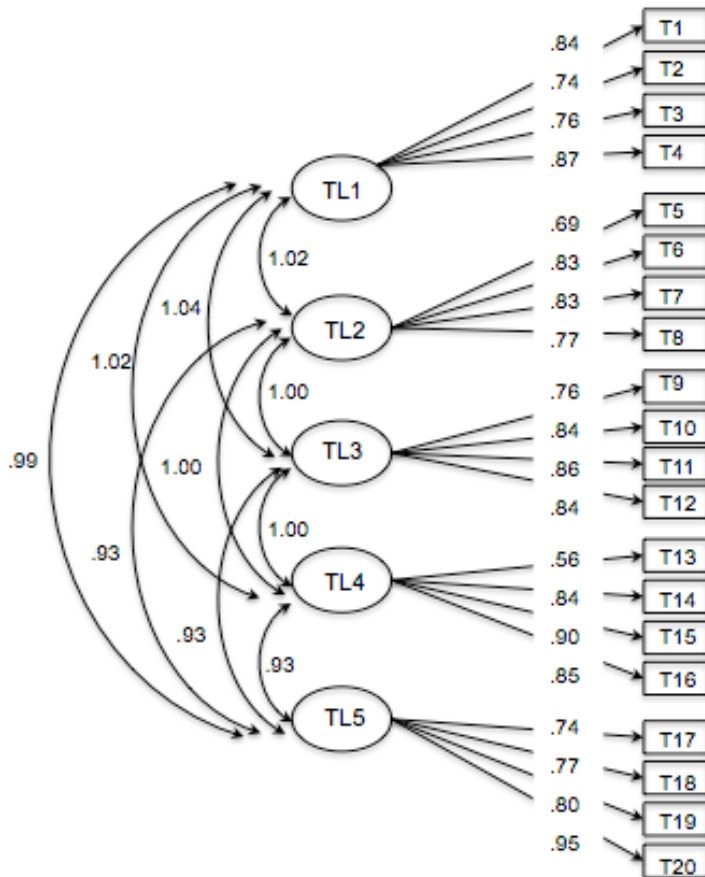 .84 T1
.74 T2
.76 T3
.87 T4
TL1
.69 T5
.83 T6
1.02
.83 T7
1.04
TL2
.77 T8
1.02
.76 T9
1.00
.84 T10
.99
1.00
TL3
.86 T11
.84 T12
1.00
.93
.56 T13
TL4
.84 T14
.93
.90 T15
.93
.85 T16
TL5
.74 T17
.77 T18
.80 T19
.95 T20